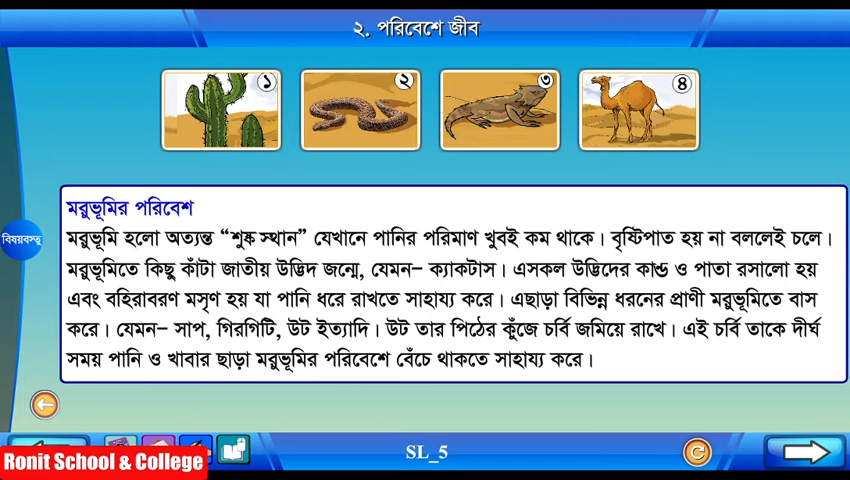 ২. পরিবেশে জীব
১
২
৩
৪
মরুভূমির পরিবেশ
মরুভূমি হলো অত্যন্ত “শুষ্ক স্থান” যেখানে পানির পরিমাণ খুবই কম থাকে। বৃষ্টিপাত হয় না বললেই চলে।
মরুভূমিতে কিছু কাঁটা জাতীয় উদ্ভিদ জন্মে, যেমন– ক্যাকটাস। এসকল উদ্ভিদের কাণ্ড ও পাতা রসালো হয়
এবং বহিরাবরণ মসৃণ হয় যা পানি ধরে রাখতে সাহায্য করে। এছাড়া বিভিন্ন ধরনের প্রাণী মরুভূমিতে বাস
করে। যেমন– সাপ, গিরগিটি, উট ইত্যাদি। উট তার পিঠের কুঁজে চর্বি জমিয়ে রাখে। এই চর্বি তাকে দীর্ঘ
সময় পানি ও খাবার ছাড়া মরুভূমির পরিবেশে বেঁচে থাকতে সাহায্য করে।
বিষয়বস্তু
SL_5
Ronit School & College